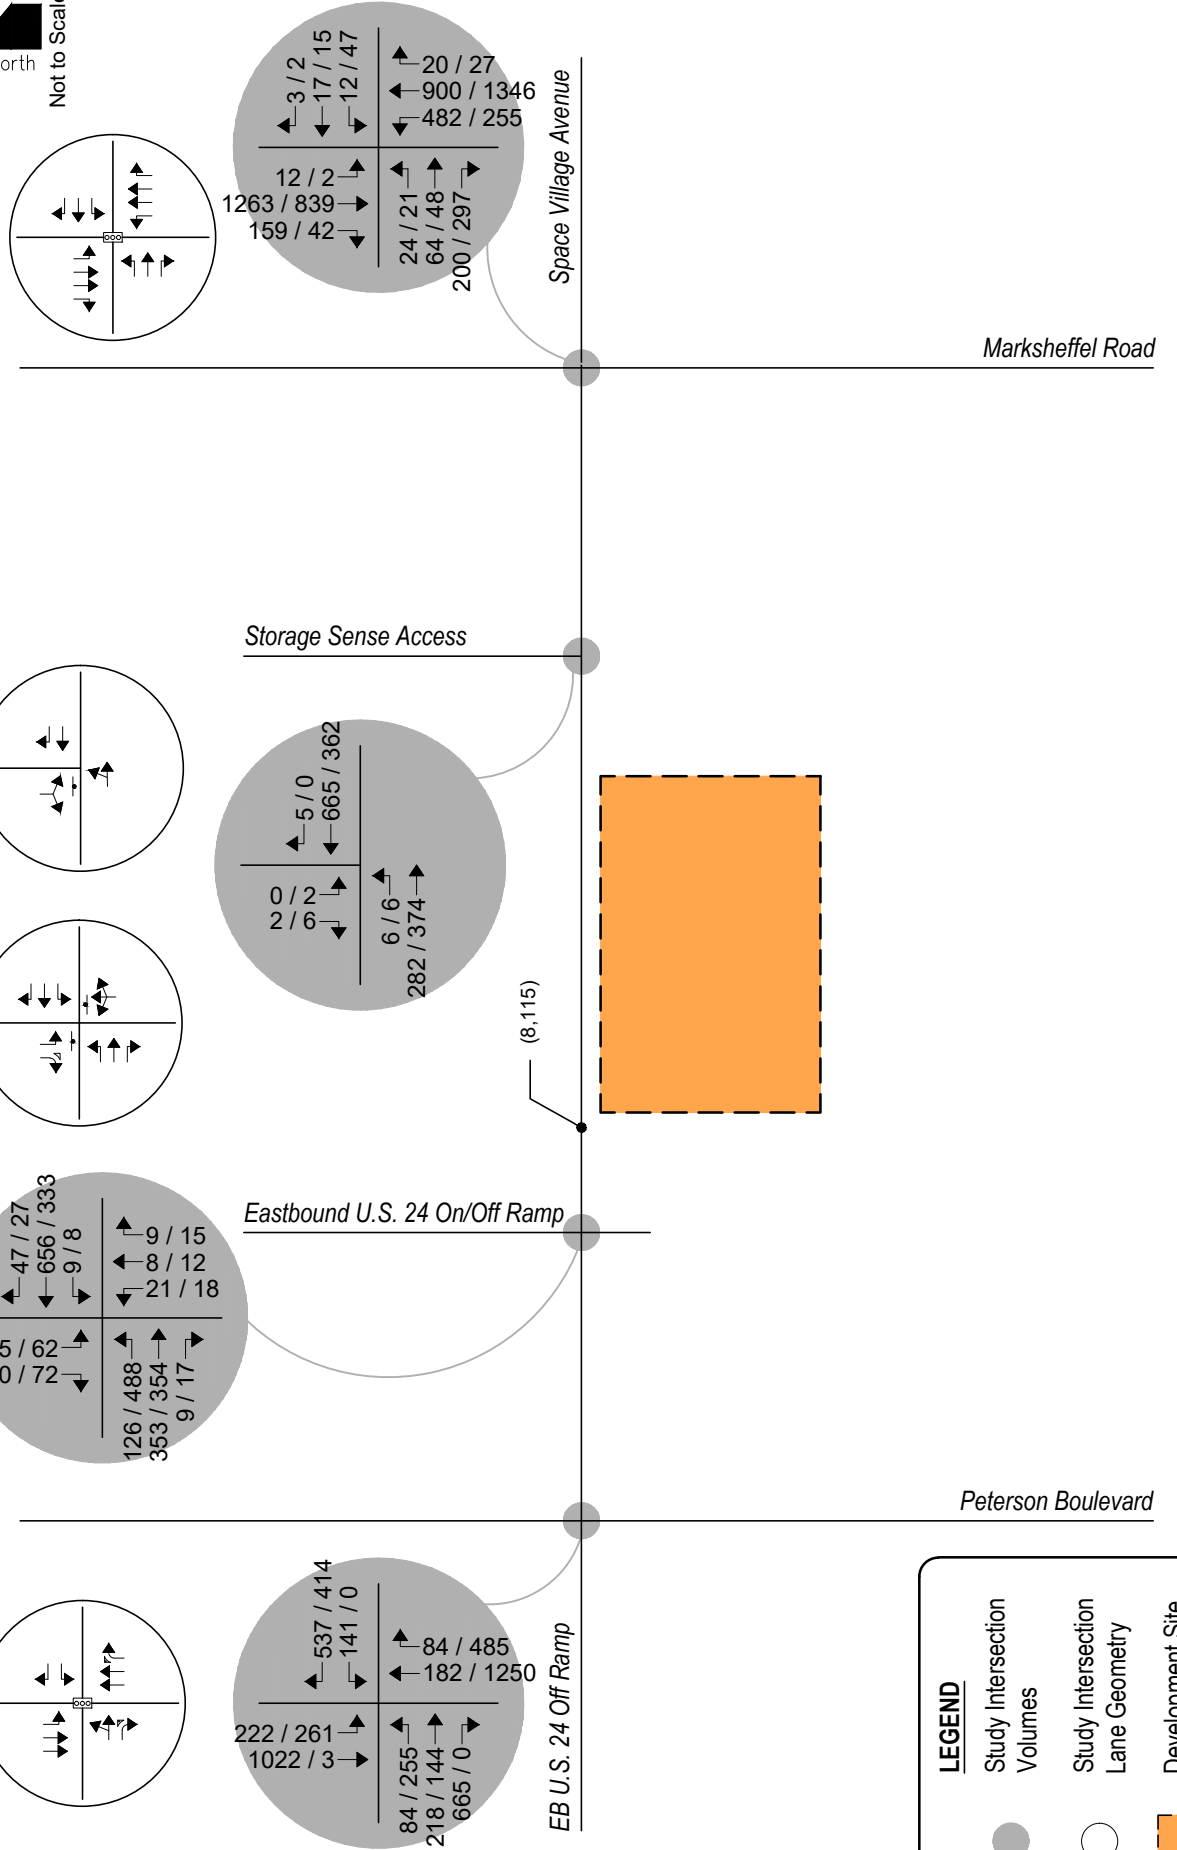 orth
Not to Scale
3 / 2
17 / 15
12 / 47
20 / 27
900 / 1346
482 / 255
12 / 2
1263 / 839
159 / 42
24 / 21
64 / 48
200 / 297
Space Village Avenue
Marksheffel Road
Storage Sense Access
5 / 0
665 / 362
0 / 2
2 / 6
6 / 6
282 / 374
(8,115)
47 / 27
656 / 333
9 / 8
9 / 15
8 / 12
21 / 18
5 / 62
0 / 72
126 / 488
353 / 354
9 / 17
Eastbound U.S. 24 On/Off Ramp
Peterson Boulevard
537 / 414
141 / 0
84 / 485
182 / 1250
222 / 261
1022 / 3
84 / 255
218 / 144
665 / 0
EB U.S. 24 Off Ramp
LEGEND
Study Intersection
Volumes
Study Intersection
Lane Geometry
Development Site